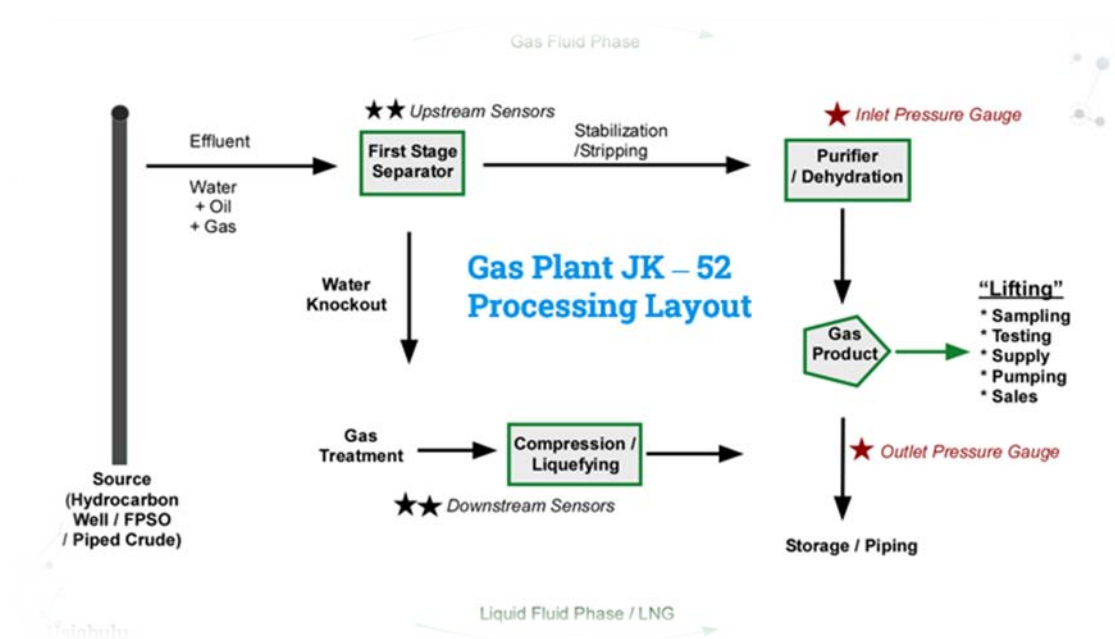 Gas Fluid Phase
★★ Upstream Sensors
★ Inlet Pressure Gauge
Effluent
Water
+ Oil
+ Gas
First Stage
Separator
Stabilization
/Stripping
Purifier
/ Dehydration
Gas Plant JK – 52
Processing Layout
Water
Knockout
Gas
Product
“Lifting”
* Sampling
* Testing
* Supply
* Pumping
* Sales
Gas
Treatment
Compression /
Liquefying
★★ Downstream Sensors
★ Outlet Pressure Gauge
Source
(Hydrocarbon
Well / FPSO
/ Piped Crude)
Storage / Piping
Liquid Fluid Phase / LNG